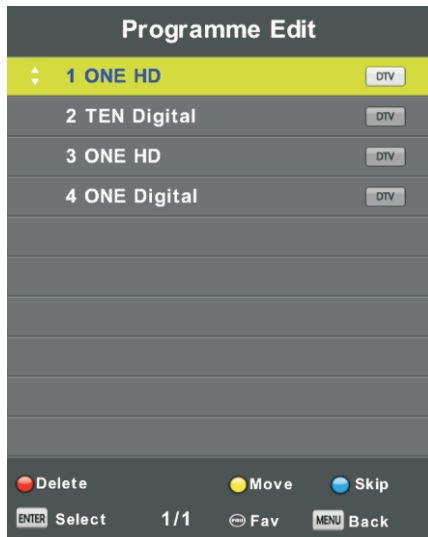 Programme Edit
1 ONE HD DTV
2 TEN Digital DTV
3 ONE HD DTV
4 ONE Digital DTV
Delete Move Skip
ENTER Select 1/1 Fav MENU Back